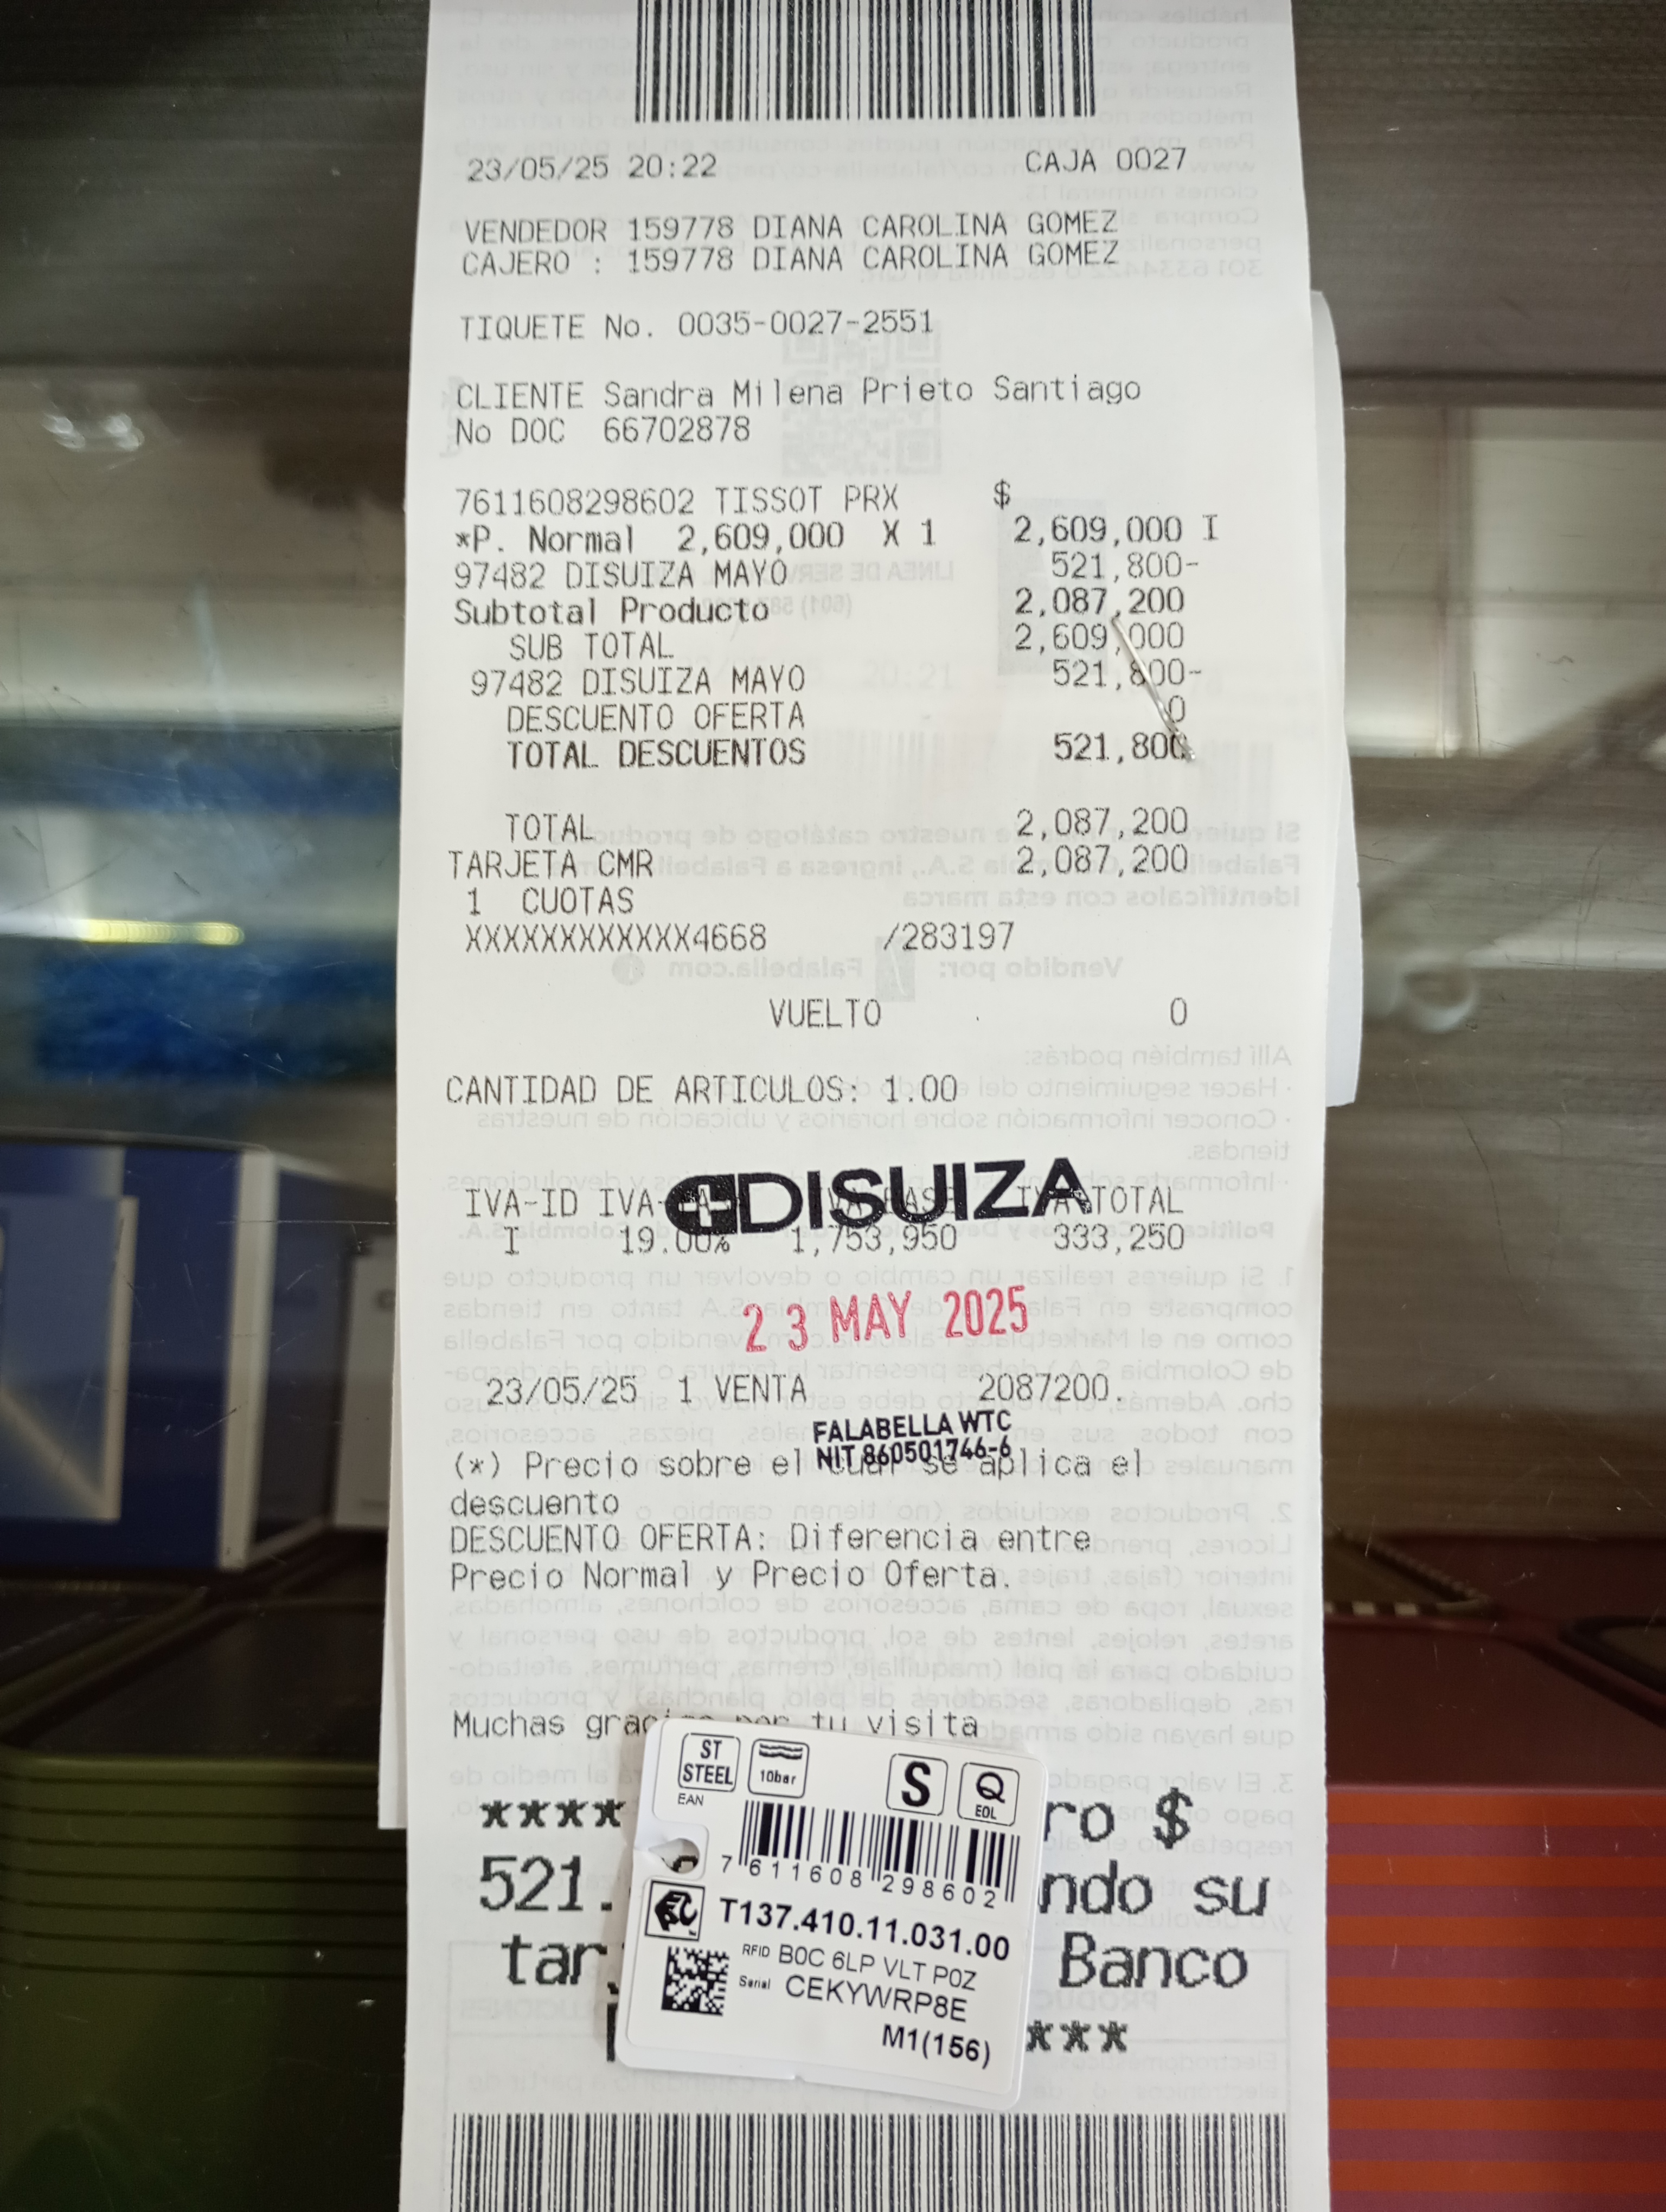 23/05/25 20:22 CAJA 0027
VENDEDOR 159778 DIANA CAROLINA GOMEZ
CAJERO : 159778 DIANA CAROLINA GOMEZ
TIQUETE No. 0035-0027-2551
CLIENTE Sandra Milena Prieto Santiago
No DOC 66702878
7611608298602 TISSOT PRX $
*P. Normal 2,609,000 X 1 2,609,000 I
97482 DISUIZA MAYO 521,800-
Subtotal Producto 2,087,200
SUB TOTAL 2,609,000
97482 DISUIZA MAYO 521,800-
DESCUENTO OFERTA 0
TOTAL DESCUENTOS 521,800
TOTAL 2,087,200
TARJETA CMR 2,087,200
1 CUOTAS
XXXXXXXXXXXX4668 /283197
VUELTO 0
CANTIDAD DE ARTICULOS: 1.00
DISUIZA
IVA-ID TOTAL
I 19.00% 1,753,950 333,250
23 MAY 2025
23/05/25 1 VENTA 2087200.
FALABELLA WTC
NIT 860501746-6
(*) Precio sobre el cual se aplica el
descuento
DESCUENTO OFERTA: Diferencia entre
Precio Normal y Precio Oferta.
Muchas gracias por tu visita
ST STEEL 10bar S Q EOL
EAN
7 611608 298602
T137.410.11.031.00
RFID B0C 6LP VLT P0Z
Serial CEKYWRP8E
M1(156)
**** $
521. su
Banco
***